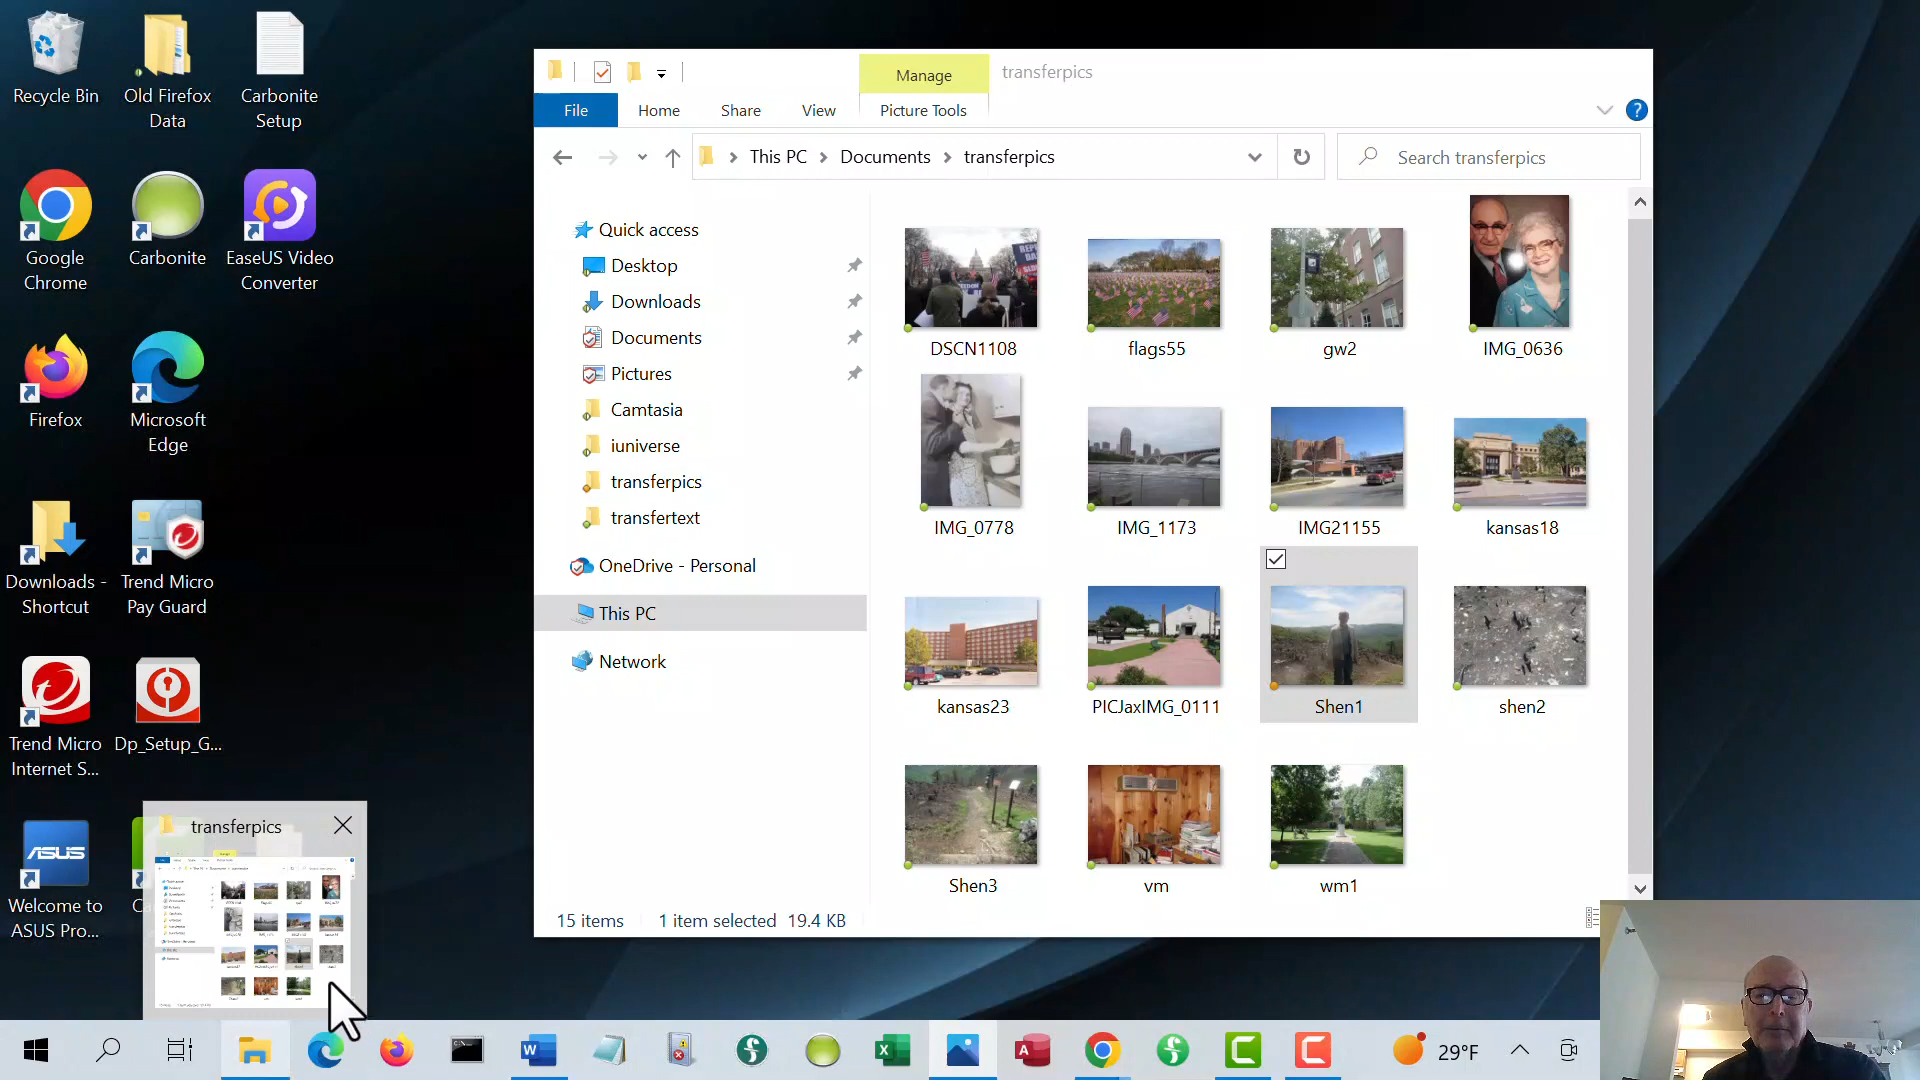 Recycle Bin
Old Firefox
Data
Carbonite
Setup
Google
Chrome
Carbonite
EaseUS Video
Converter
Firefox
Microsoft
Edge
Downloads -
Shortcut
Trend Micro
Pay Guard
Trend Micro
Internet S...
Dp_Setup_G...
ASUS
Welcome to
ASUS Pro...
transferpics
Manage
transferpics
File
Home
Share
View
Picture Tools
This PC
Documents
transferpics
Search transferpics
Quick access
Desktop
Downloads
Documents
Pictures
Camtasia
iuniverse
transferpics
transfertext
OneDrive - Personal
This PC
Network
DSCN1108
flags55
gw2
IMG_0636
IMG_0778
IMG_1173
IMG21155
kansas18
kansas23
PICJaxIMG_0111
Shen1
shen2
Shen3
vm
wm1
15 items
1 item selected 19.4 KB
29°F